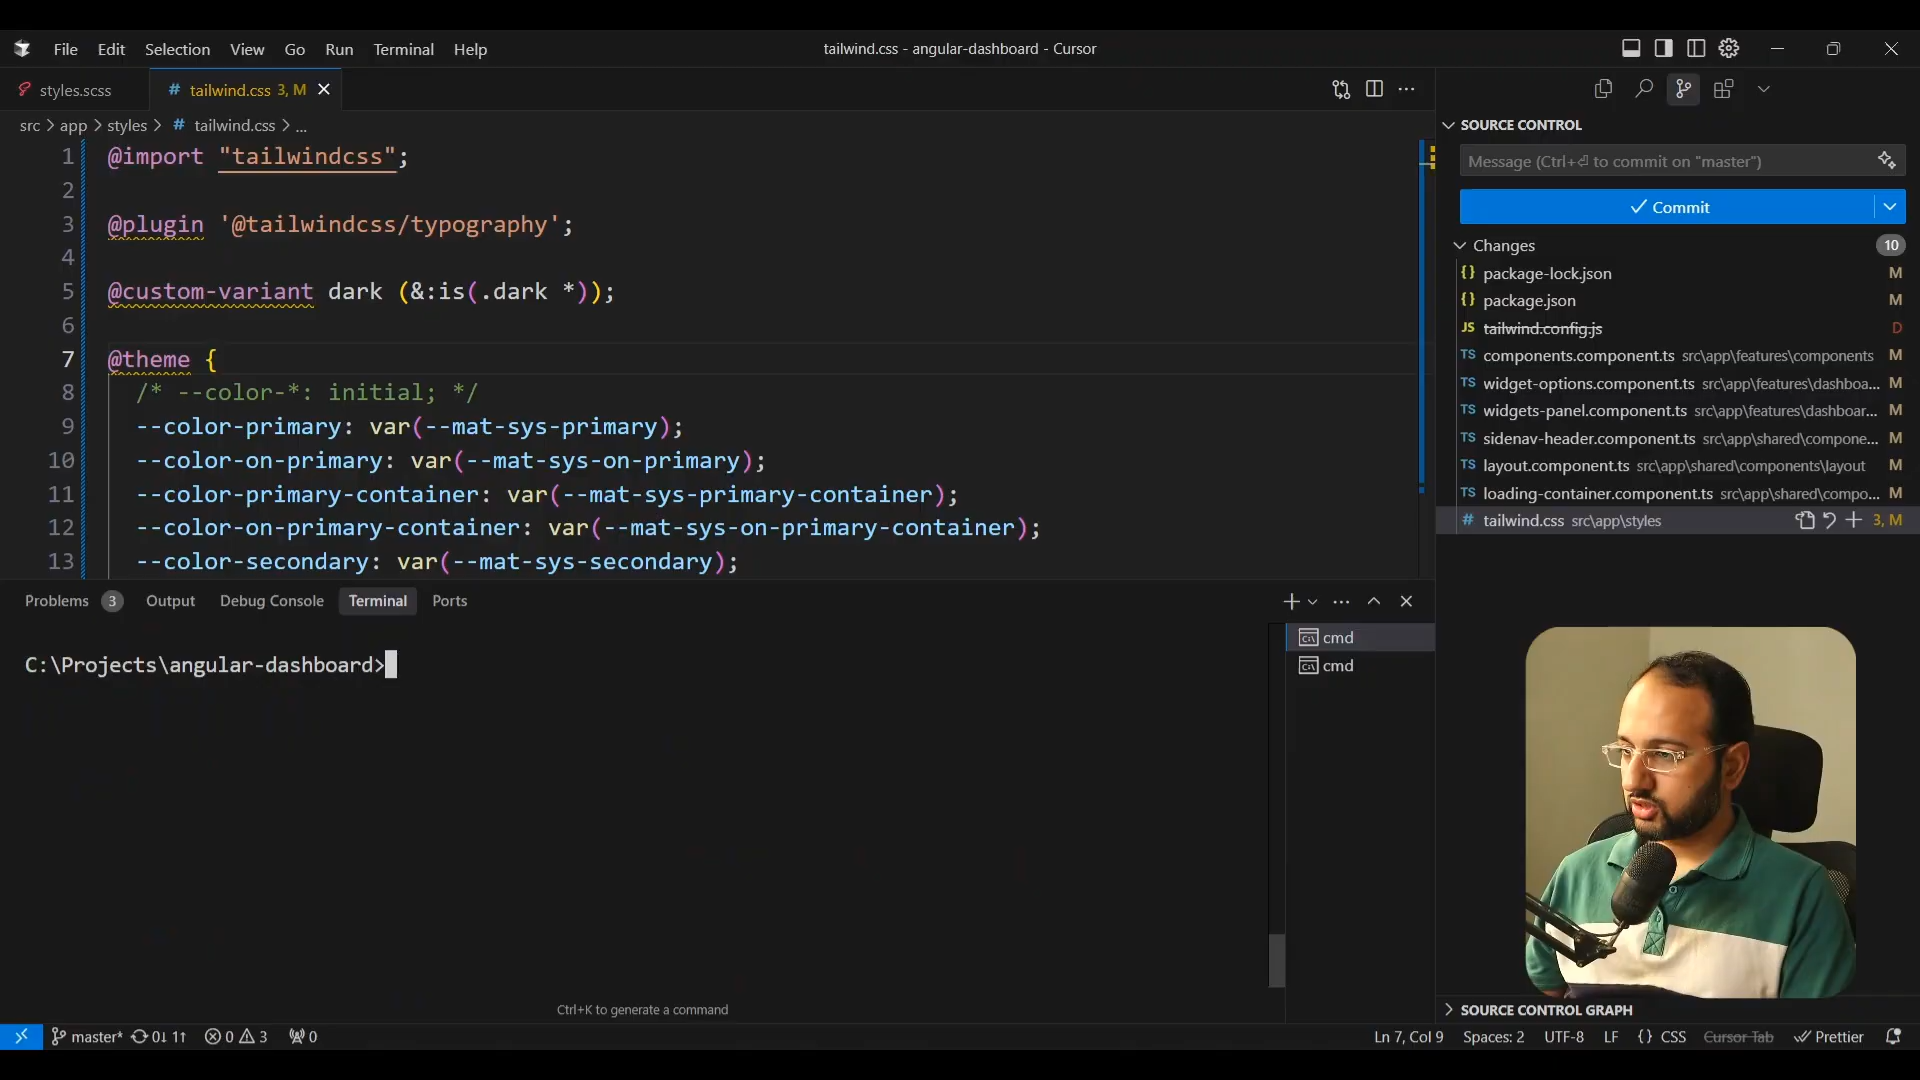 File Edit Selection View Go Run Terminal Help
tailwind.css - angular-dashboard - Cursor
styles.scss
# tailwind.css 3, M
src > app > styles > # tailwind.css > ...
1 @import "tailwindcss";
2
3 @plugin '@tailwindcss/typography';
4
5 @custom-variant dark (&:is(.dark *));
6
7 @theme {
8 /* --color-*: initial; */
9 --color-primary: var(--mat-sys-primary);
10 --color-on-primary: var(--mat-sys-on-primary);
11 --color-primary-container: var(--mat-sys-primary-container);
12 --color-on-primary-container: var(--mat-sys-on-primary-container);
13 --color-secondary: var(--mat-sys-secondary);
Problems 3 Output Debug Console Terminal Ports
C:\Projects\angular-dashboard>
cmd
cmd
Ctrl+K to generate a command
SOURCE CONTROL
Message (Ctrl+⏎ to commit on "master")
Commit
Changes 10
{} package-lock.json M
{} package.json M
JS tailwind.config.js D
TS components.component.ts src\app\features\components M
TS widget-options.component.ts src\app\features\dashboa... M
TS widgets-panel.component.ts src\app\features\dashboar... M
TS sidenav-header.component.ts src\app\shared\compone... M
TS layout.component.ts src\app\shared\components\layout M
TS loading-container.component.ts src\app\shared\compo... M
# tailwind.css src\app\styles 3, M
SOURCE CONTROL GRAPH
master* 0↓ 1↑ 0 3 0
Ln 7, Col 9 Spaces: 2 UTF-8 LF {} CSS Cursor Tab Prettier